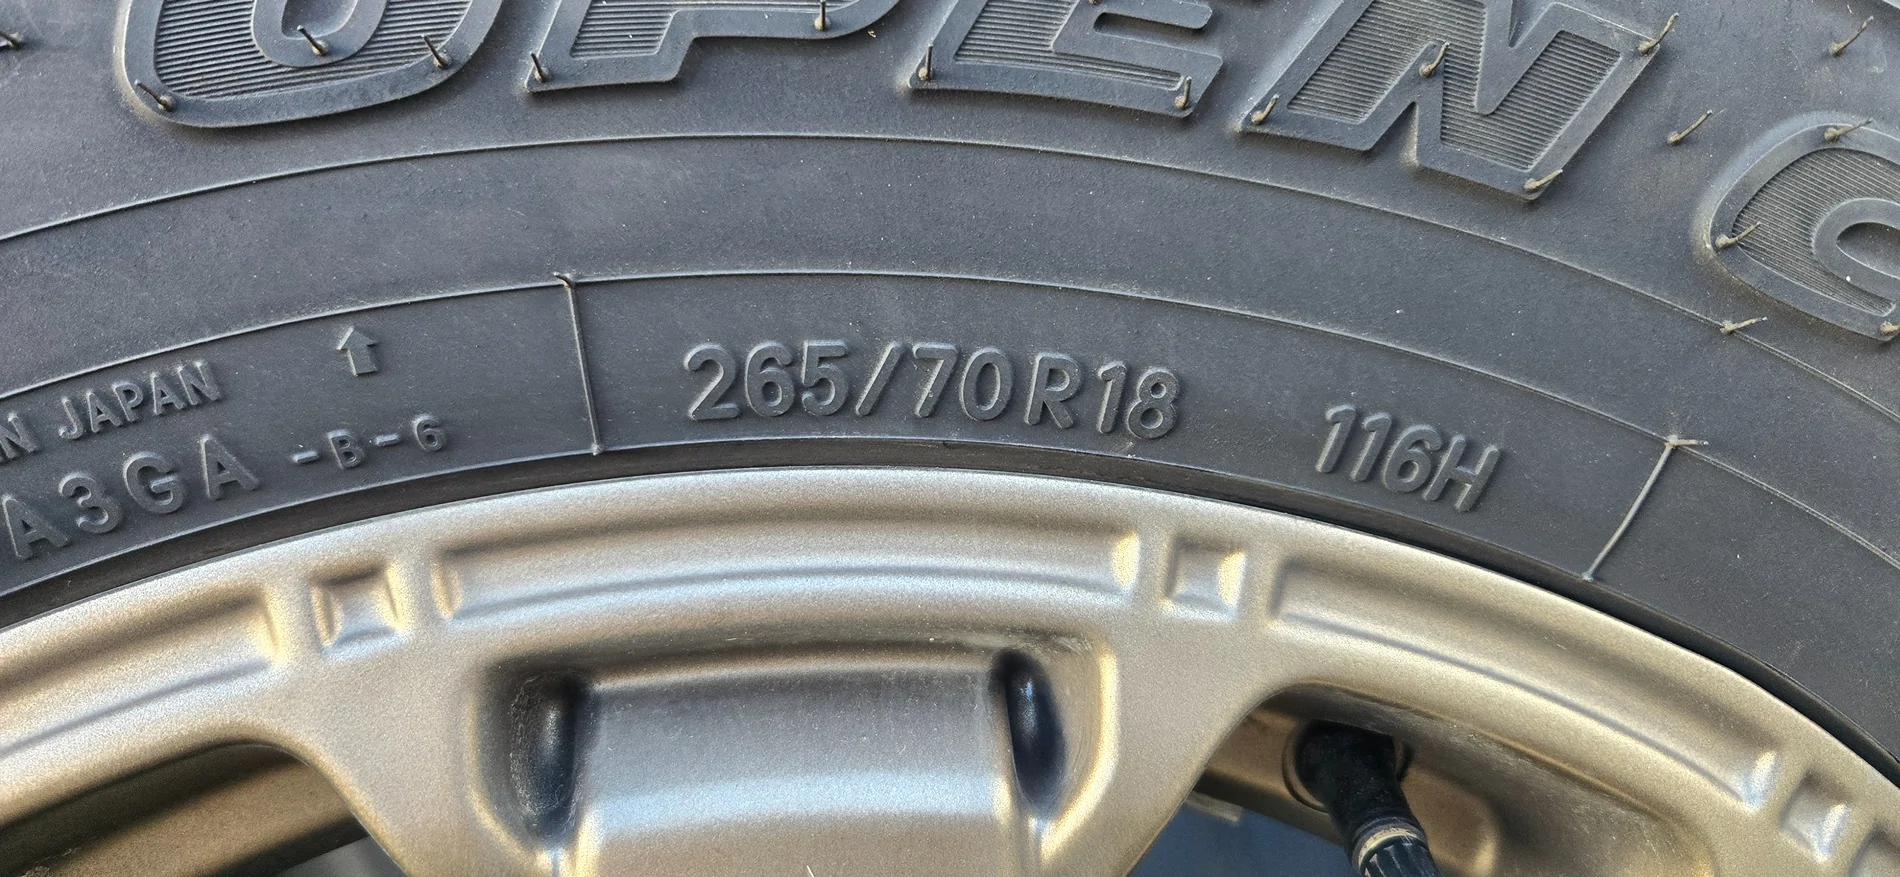 OPEN
265/70R18 116H
JAPAN
A3GA -B-6